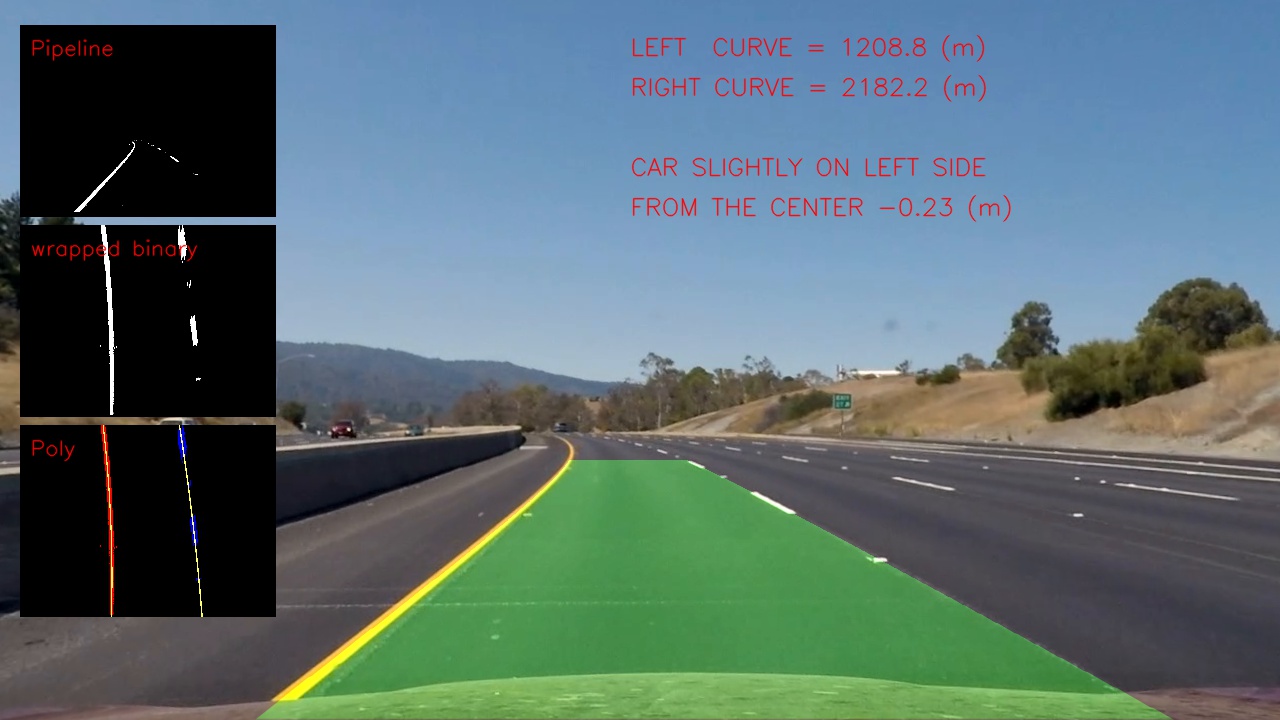 Pipeline
LEFT CURVE = 1208.8 (m)
RIGHT CURVE = 2182.2 (m)
CAR SLIGHTLY ON LEFT SIDE
FROM THE CENTER -0.23 (m)
wrapped binary
Poly